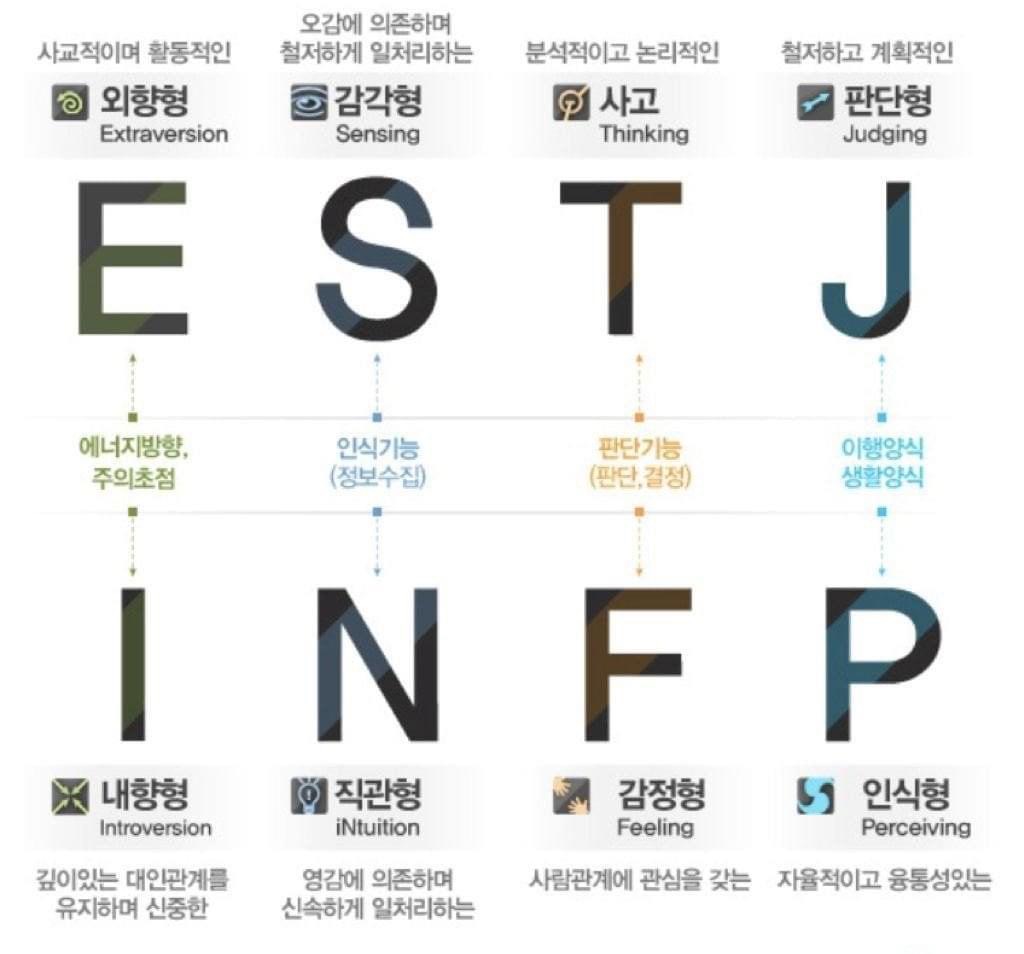 사교적이며 활동적인
오감에 의존하며
철저하게 일처리하는
분석적이고 논리적인
철저하고 계획적인
외향형
Extraversion
감각형
Sensing
사고
Thinking
판단형
Judging
E S T J
에너지방향,
주의초점
인식기능
(정보수집)
판단기능
(판단,결정)
이행양식
생활양식
I N F P
내향형
Introversion
직관형
iNtuition
감정형
Feeling
인식형
Perceiving
깊이있는 대인관계를
유지하며 신중한
영감에 의존하며
신속하게 일처리하는
사람관계에 관심을 갖는
자율적이고 융통성있는